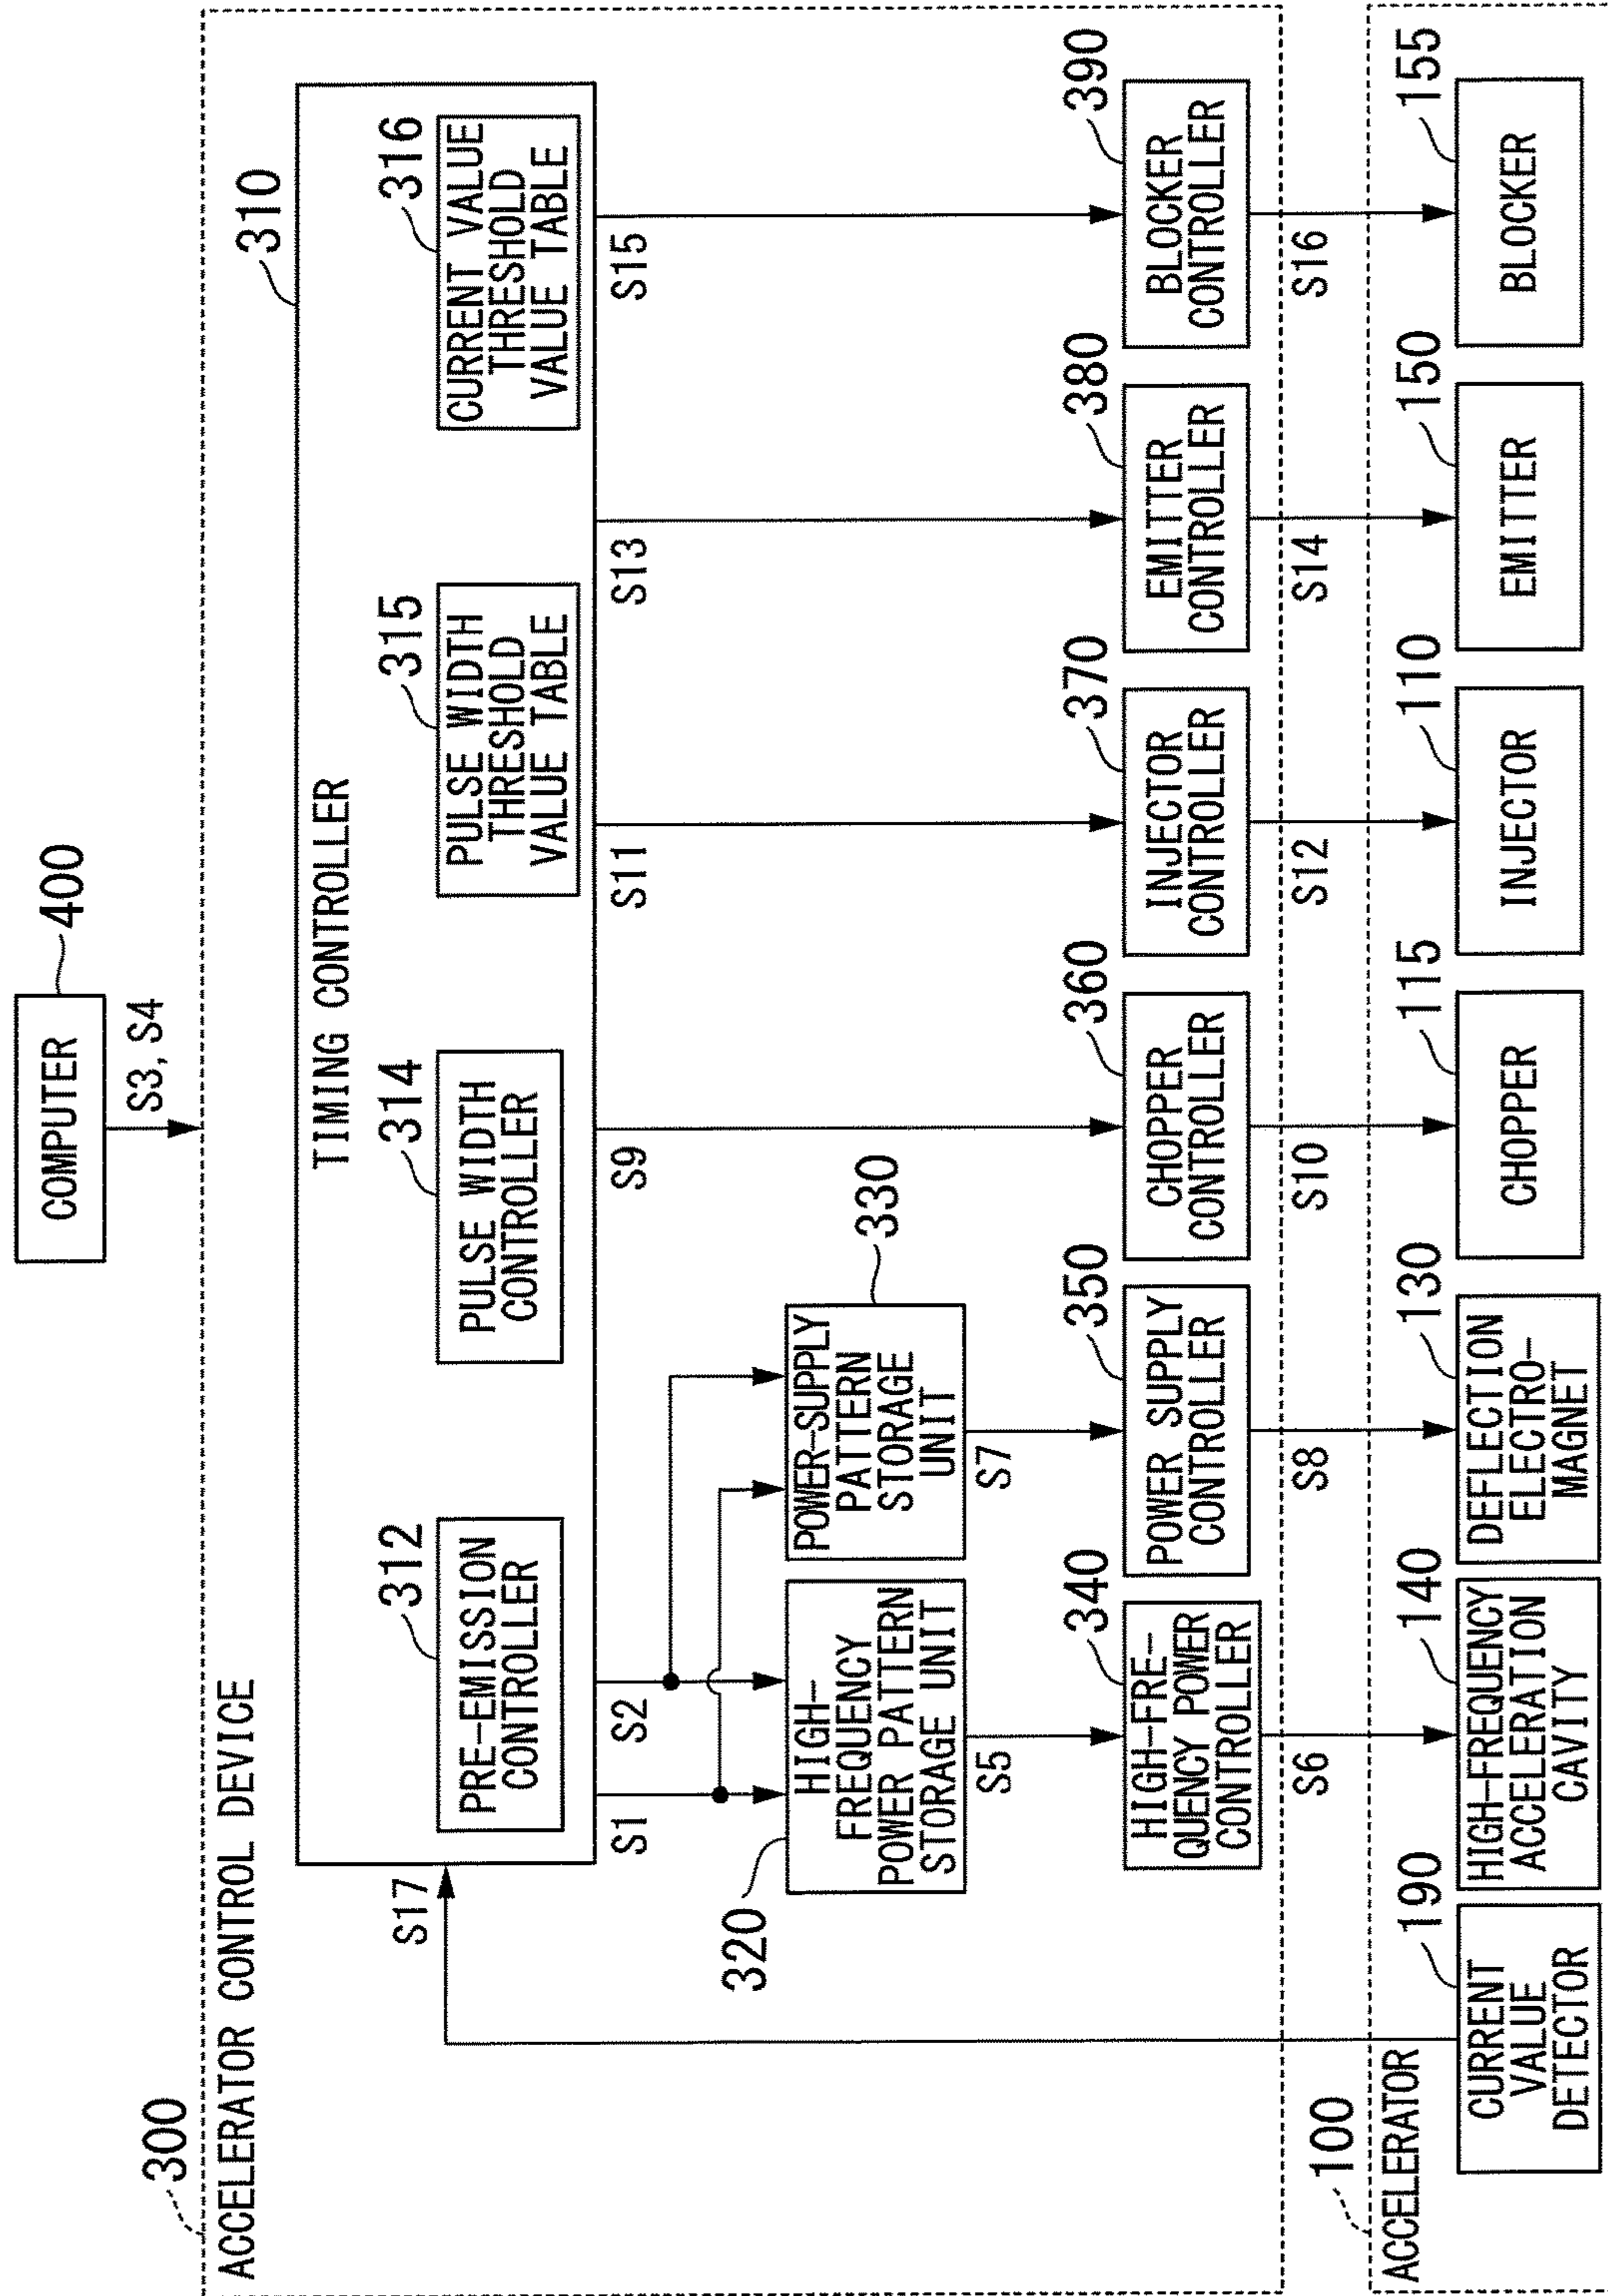 COMPUTER
400
S3, S4
300
ACCELERATOR CONTROL DEVICE
310
TIMING CONTROLLER
312
PRE-EMISSION
CONTROLLER
314
PULSE WIDTH
CONTROLLER
315
PULSE WIDTH
THRESHOLD
VALUE TABLE
316
CURRENT VALUE
THRESHOLD
VALUE TABLE
S17
S1
S2
S9
S11
S13
S15
320
HIGH-
FREQUENCY
POWER PATTERN
STORAGE UNIT
330
POWER-SUPPLY
PATTERN
STORAGE
UNIT
S5
S7
340
HIGH-FRE-
QUENCY POWER
CONTROLLER
350
POWER SUPPLY
CONTROLLER
360
CHOPPER
CONTROLLER
370
INJECTOR
CONTROLLER
380
EMITTER
CONTROLLER
390
BLOCKER
CONTROLLER
S6
S8
S10
S12
S14
S16
100
ACCELERATOR
190
CURRENT
VALUE
DETECTOR
140
HIGH-FREQUENCY
ACCELERATION
CAVITY
130
DEFLECTION
ELECTRO-
MAGNET
115
CHOPPER
110
INJECTOR
150
EMITTER
155
BLOCKER